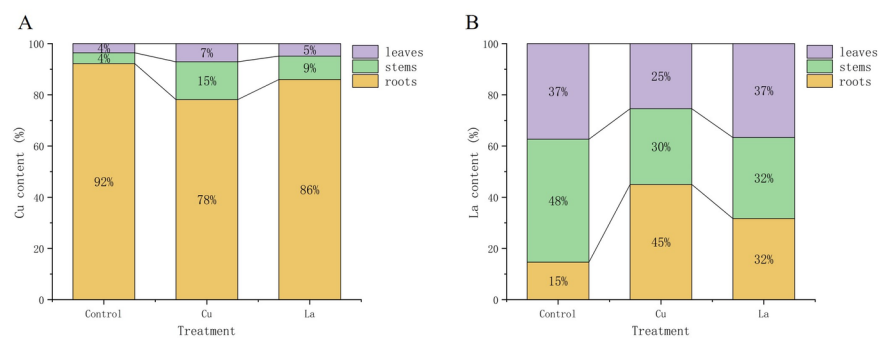 A
Cu content (%)
100
80
60
40
20
0
4%
4%
92%
7%
15%
78%
5%
9%
86%
leaves
stems
roots
Control
Cu
La
Treatment
B
La content (%)
100
80
60
40
20
0
37%
48%
15%
25%
30%
45%
37%
32%
32%
leaves
stems
roots
Control
Cu
La
Treatment